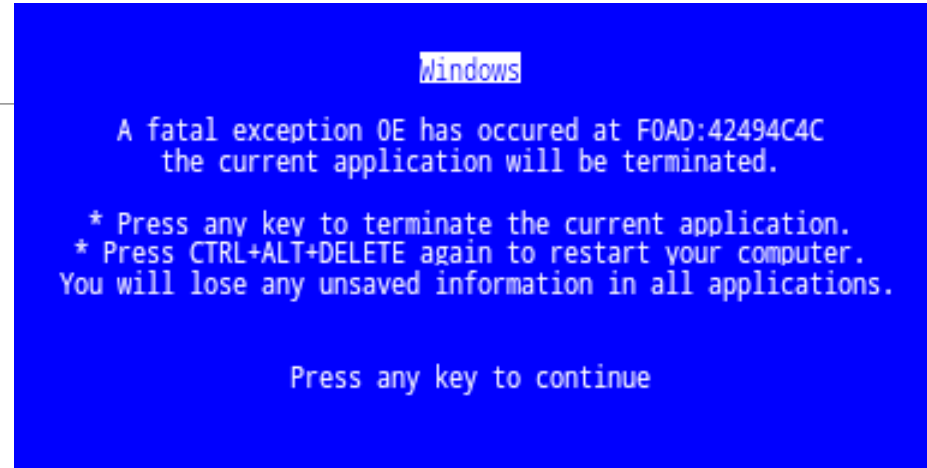 Windows
A fatal exception 0E has occured at F0AD:42494C4C
the current application will be terminated.
* Press any key to terminate the current application.
* Press CTRL+ALT+DELETE again to restart your computer.
You will lose any unsaved information in all applications.
Press any key to continue